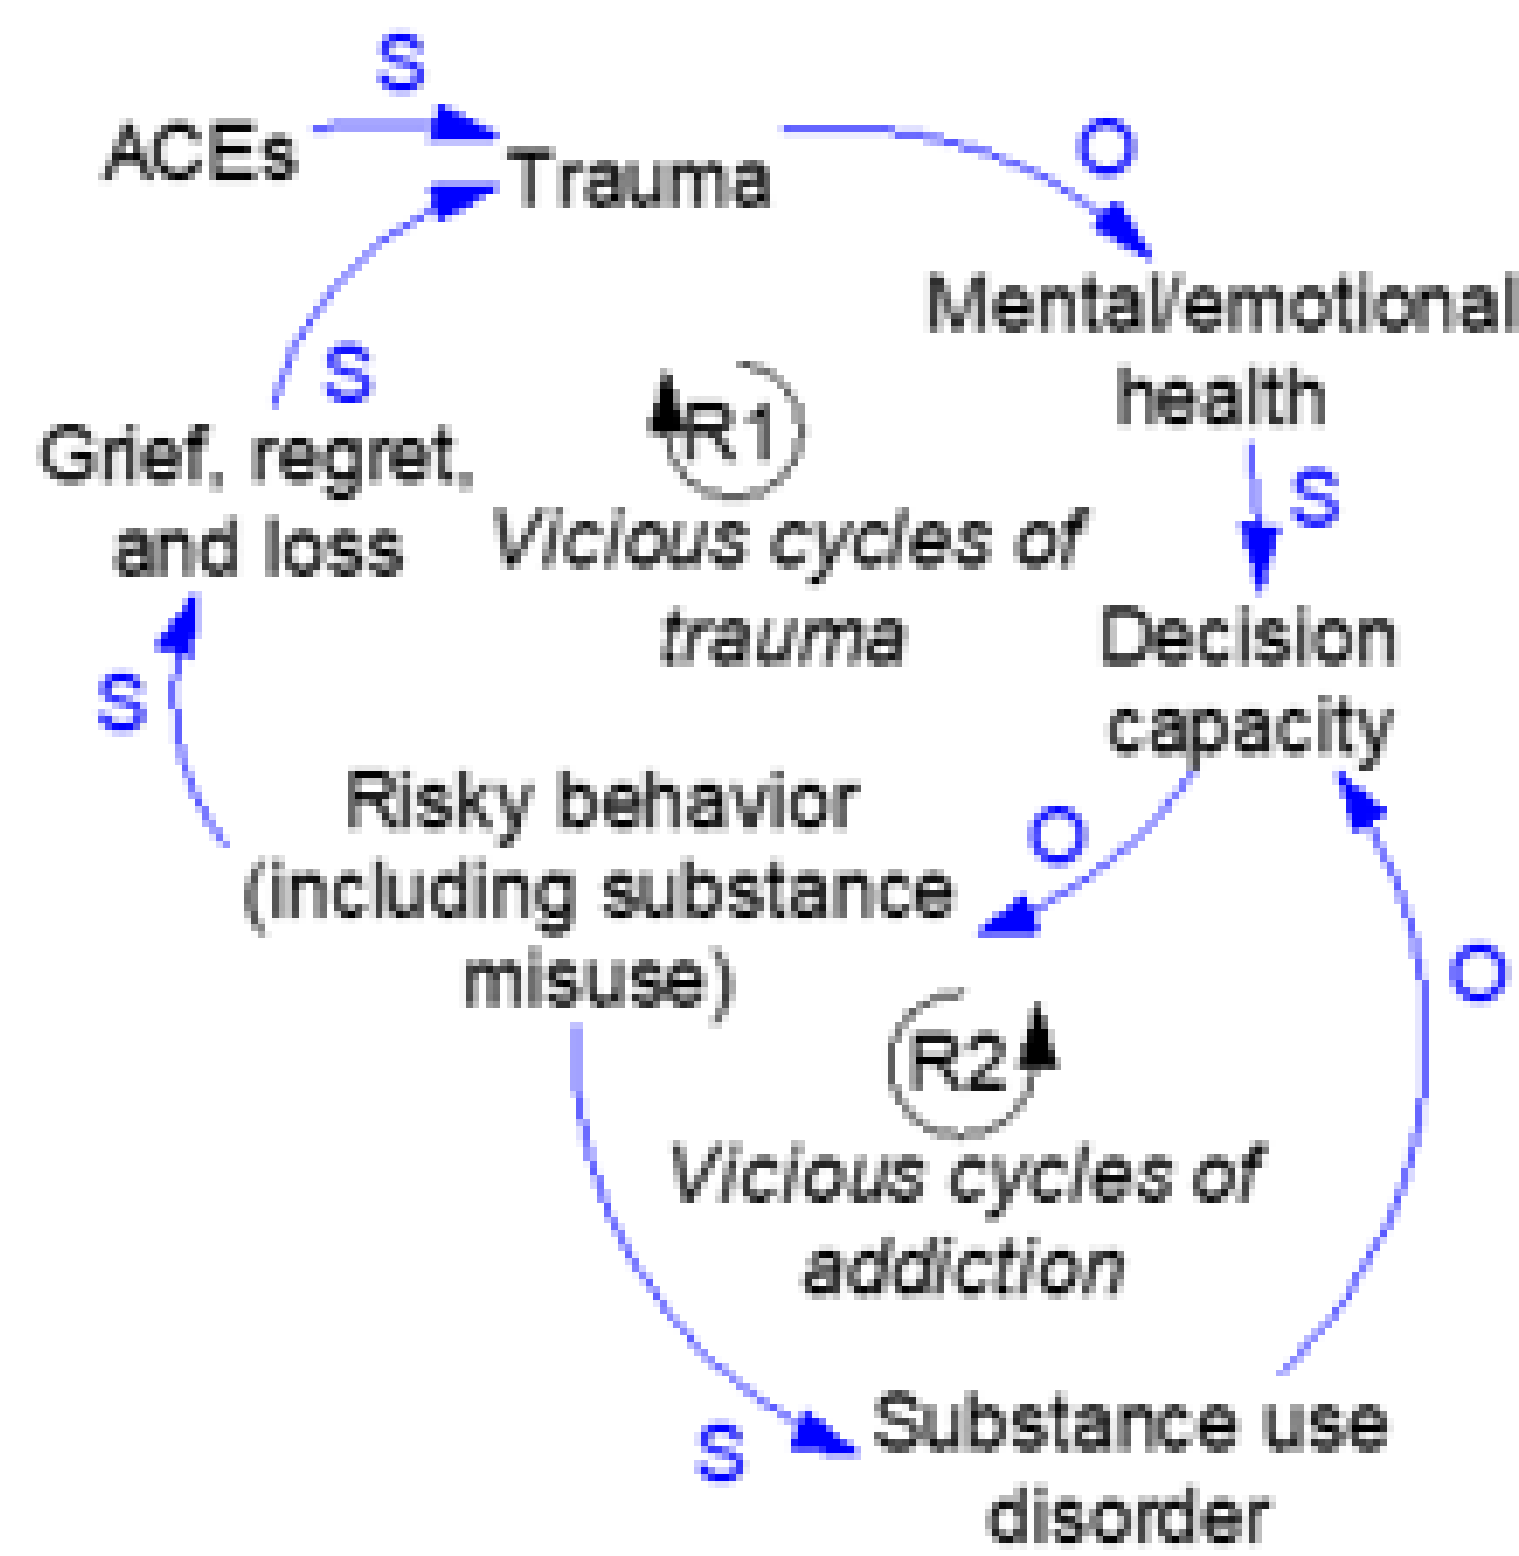 S
ACEs
Trauma
O
Mental/emotional
health
S
Grief, regret,
and loss
R1
Vicious cycles of
trauma
S
Decision
capacity
S
Risky behavior
(including substance
misuse)
O
O
R2
Vicious cycles of
addiction
S
Substance use
disorder